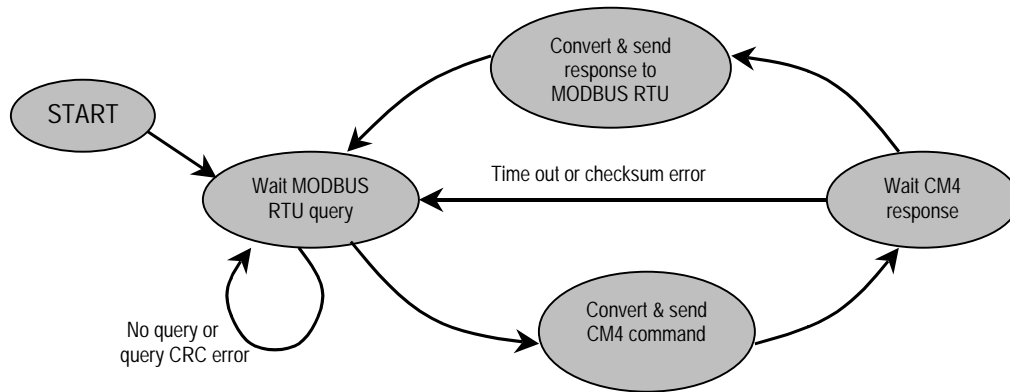 Convert & send
response to
MODBUS RTU
START
Time out or checksum error
Wait MODBUS
RTU query
Wait CM4
response
Convert & send
CM4 command
No query or
query CRC error